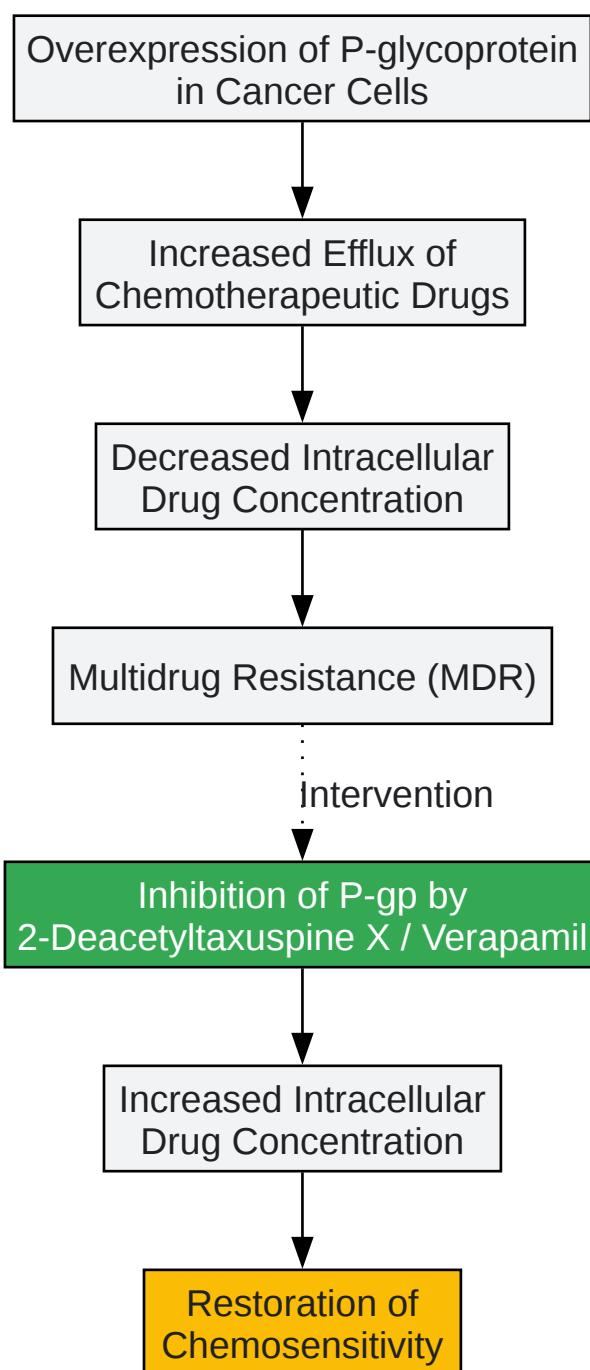 Overexpression of P-glycoprotein
in Cancer Cells
Increased Efflux of
Chemotherapeutic Drugs
Decreased Intracellular
Drug Concentration
Multidrug Resistance (MDR)
Intervention
Inhibition of P-gp by
2-Deacetyltaxuspine X / Verapamil
Increased Intracellular
Drug Concentration
Restoration of
Chemosensitivity